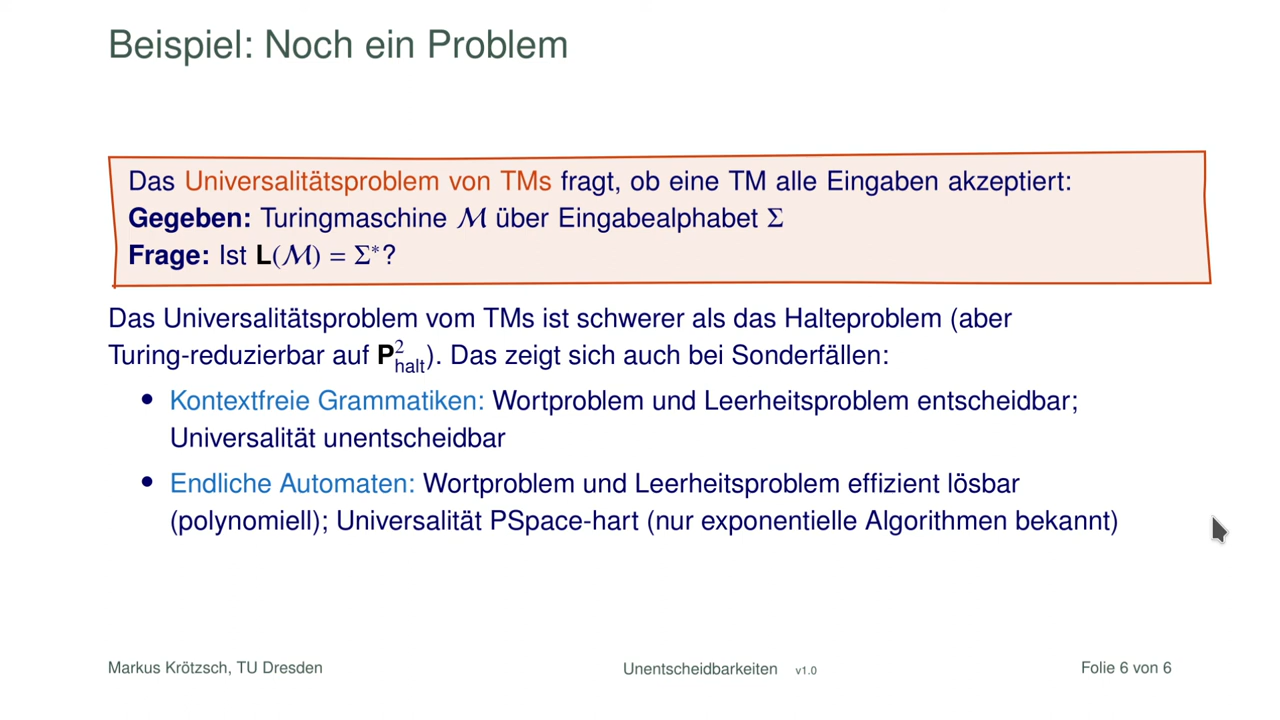 Beispiel: Noch ein Problem
Das Universalitätsproblem von TMs fragt, ob eine TM alle Eingaben akzeptiert:
Gegeben: Turingmaschine ℳ über Eingabealphabet Σ
Frage: Ist L(ℳ) = Σ*?
Das Universalitätsproblem vom TMs ist schwerer als das Halteproblem (aber
Turing-reduzierbar auf P²_halt). Das zeigt sich auch bei Sonderfällen:
• Kontextfreie Grammatiken: Wortproblem und Leerheitsproblem entscheidbar;
Universalität unentscheidbar
• Endliche Automaten: Wortproblem und Leerheitsproblem effizient lösbar
(polynomiell); Universalität PSpace-hart (nur exponentielle Algorithmen bekannt)
Markus Krötzsch, TU Dresden Unentscheidbarkeiten v1.0 Folie 6 von 6